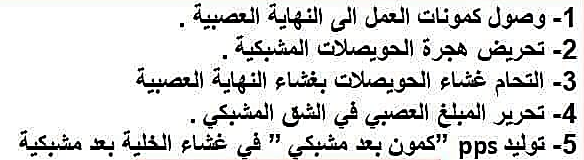 1- وصول كمونات العمل الى النهاية العصبية .
2- تحريض هجرة الحويصلات المشبكية .
3- التحام غشاء الحويصلات بغشاء النهاية العصبية
4- تحرير المبلغ العصبي في الشق المشبكي .
5- توليد pps ”كمون بعد مشبكي ” في غشاء الخلية بعد مشبكية